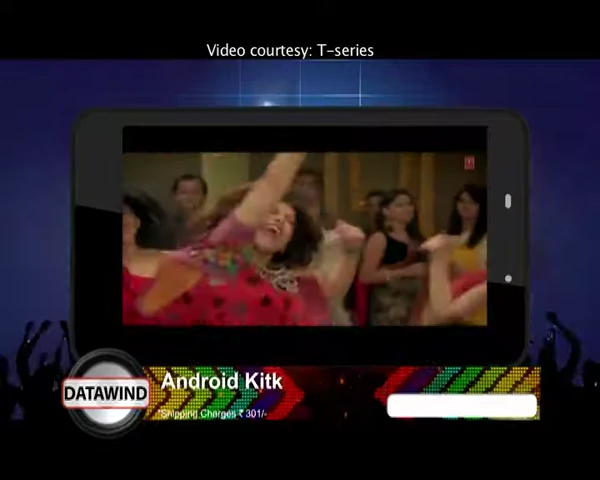 Video courtesy: T-series
Android Kitk
DATAWIND
Shipping Charges ₹ 301/-